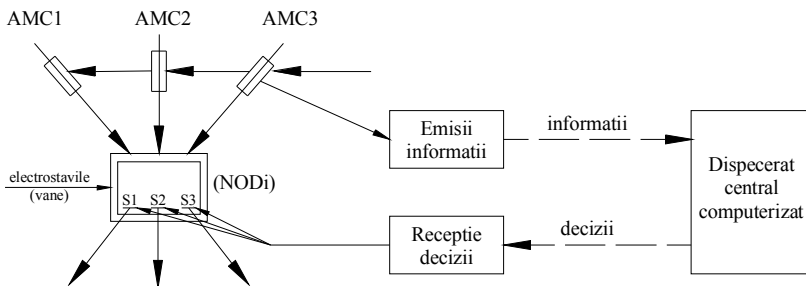 AMC1
AMC2
AMC3
Emisii
informatii
informatii
Dispecerat
central
computerizat
electrostavile
(vane)
(NODi)
S1
S2
S3
Receptie
decizii
decizii